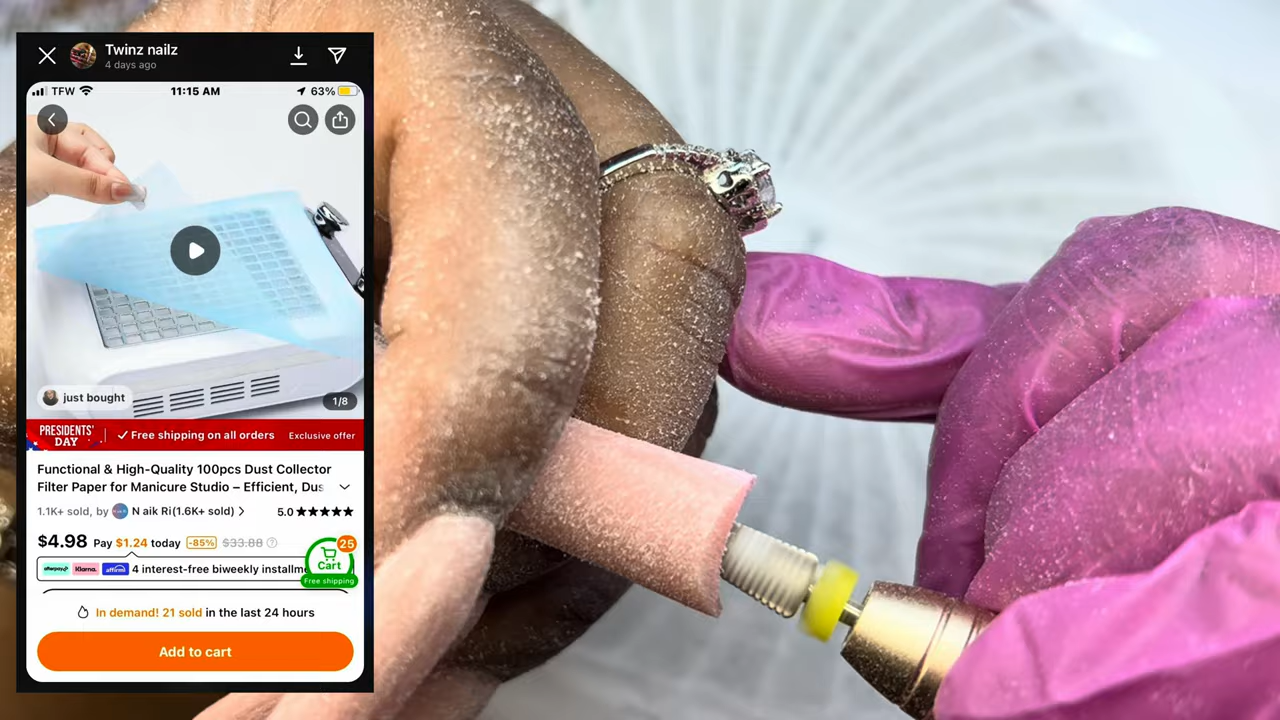 Twinz nailz
4 days ago
TFW 11:15 AM 63%
just bought
1/8
PRESIDENTS' DAY Free shipping on all orders Exclusive offer
Functional & High-Quality 100pcs Dust Collector
Filter Paper for Manicure Studio – Efficient, Dus
1.1K+ sold, by N aik Ri(1.6K+ sold) > 5.0 ★★★★★
$4.98 Pay $1.24 today -85% $33.88 ?
25
Cart
Free shipping
afterpay Klarna. affirm 4 interest-free biweekly installme
In demand! 21 sold in the last 24 hours
Add to cart